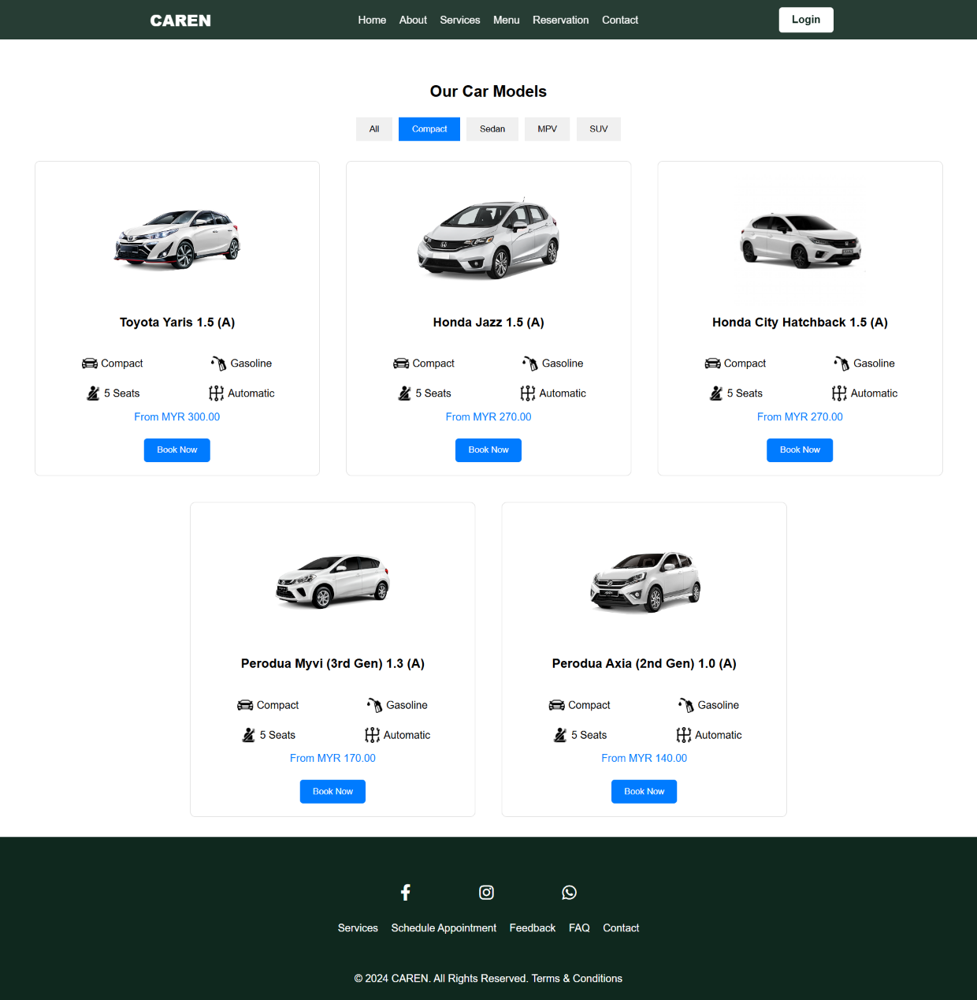 CAREN
Home About Services Menu Reservation Contact
Login
Our Car Models
All Compact Sedan MPV SUV
Toyota Yaris 1.5 (A)
Compact Gasoline
5 Seats Automatic
From MYR 300.00
Book Now
Honda Jazz 1.5 (A)
Compact Gasoline
5 Seats Automatic
From MYR 270.00
Book Now
Honda City Hatchback 1.5 (A)
Compact Gasoline
5 Seats Automatic
From MYR 270.00
Book Now
Perodua Myvi (3rd Gen) 1.3 (A)
Compact Gasoline
5 Seats Automatic
From MYR 170.00
Book Now
Perodua Axia (2nd Gen) 1.0 (A)
Compact Gasoline
5 Seats Automatic
From MYR 140.00
Book Now
Services Schedule Appointment Feedback FAQ Contact
© 2024 CAREN. All Rights Reserved. Terms & Conditions